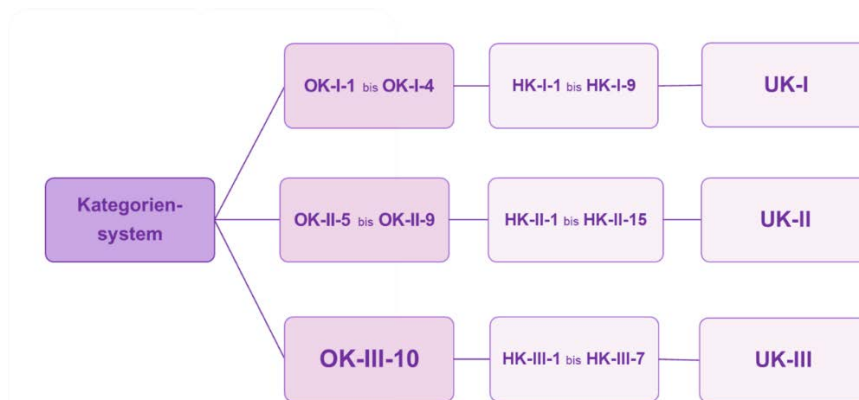 OK-I-1 bis OK-I-4
HK-I-1 bis HK-I-9
UK-I
Kategorien-
system
OK-II-5 bis OK-II-9
HK-II-1 bis HK-II-15
UK-II
OK-III-10
HK-III-1 bis HK-III-7
UK-III